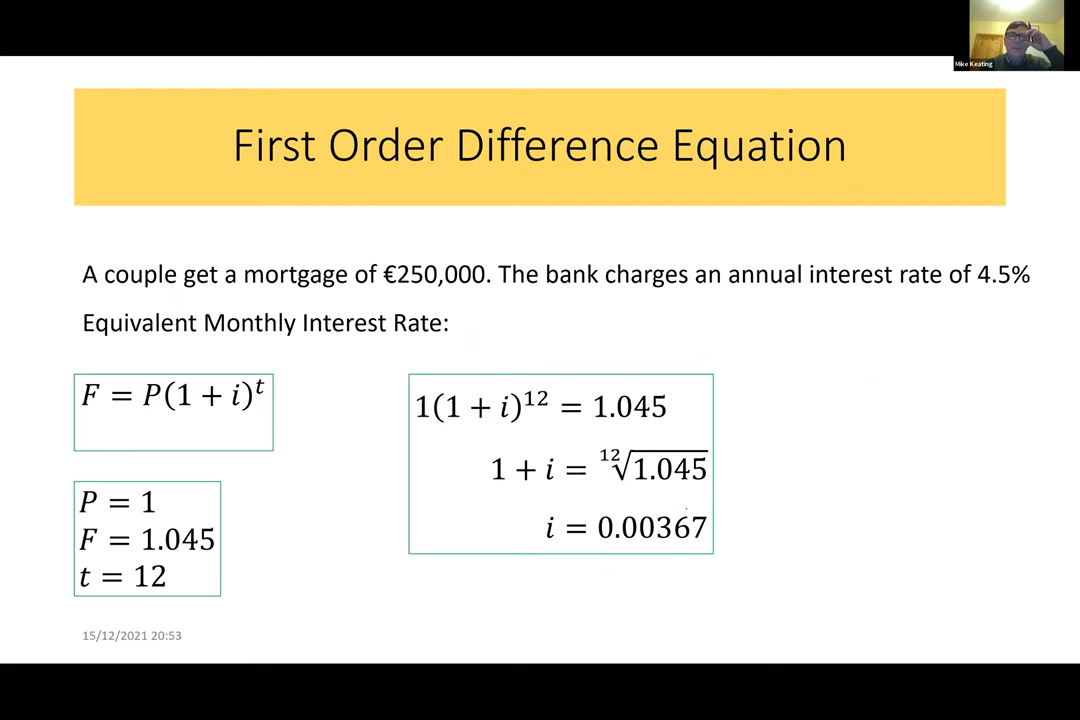 Mike Keating
First Order Difference Equation
A couple get a mortgage of €250,000. The bank charges an annual interest rate of 4.5%
Equivalent Monthly Interest Rate:
F = P(1 + i)^t
P = 1
F = 1.045
t = 12
1(1 + i)^12 = 1.045
1 + i = ¹²√1.045
i = 0.00367
15/12/2021 20:53